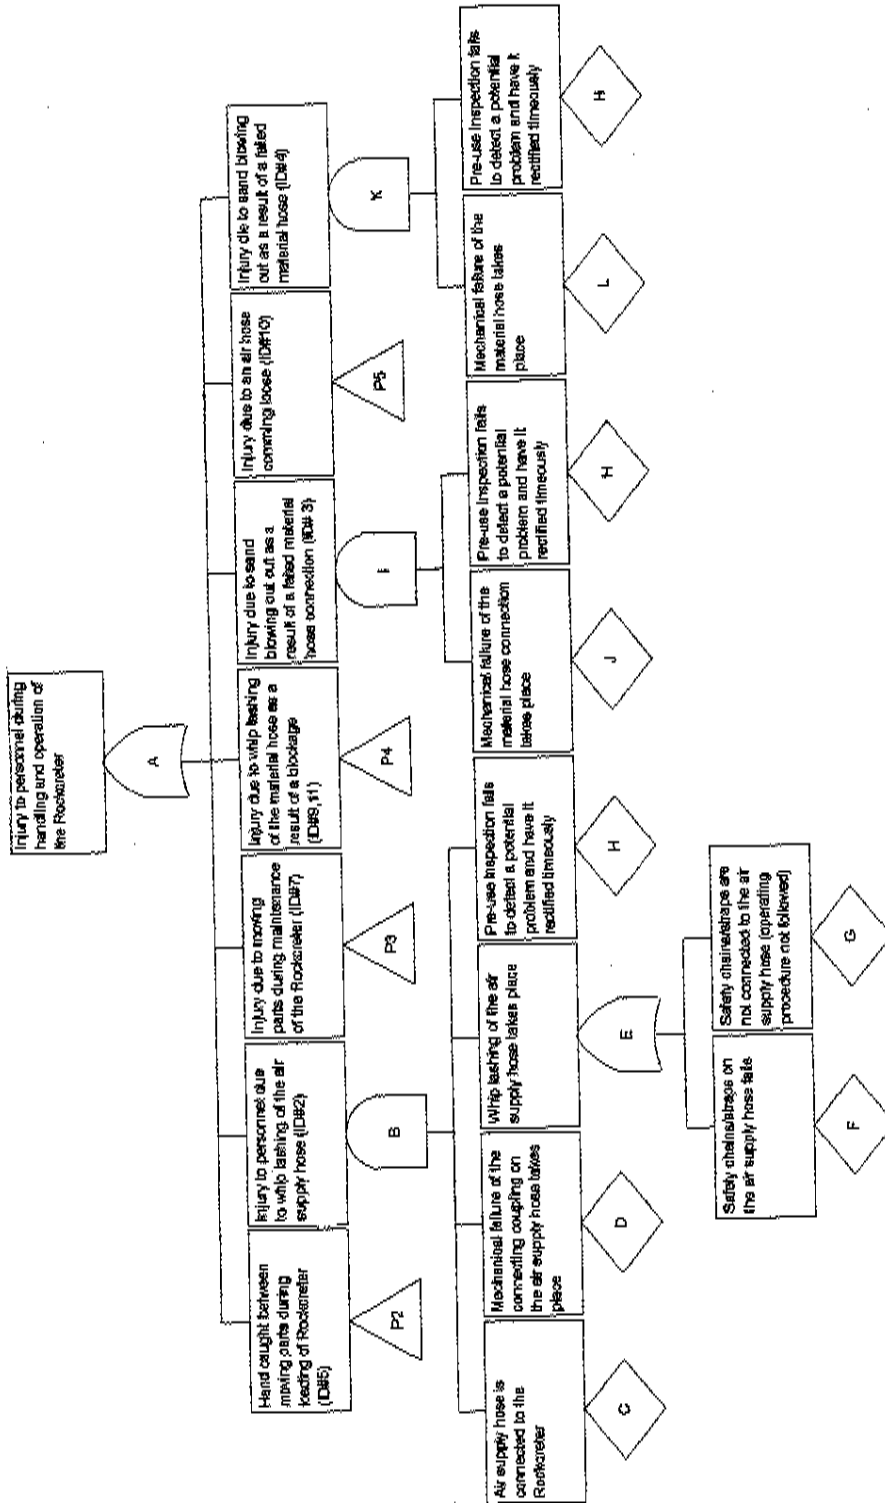 Injury to personnel during
handling and operation of
the Rockcreter
A
Hand caught between
moving parts during
loading of Rockcreter
(ID#5)
P2
Injury to personnel due
to whip lashing of the air
supply hose (ID#2)
B
Injury due to moving
parts during maintenance
of the Rockcreter (ID#7)
P3
Injury due to whip lashing
of the material hose as a
result of a blockage
(ID#9,11)
P4
Injury due to sand
blowing out out as a
result of a failed material
hose connection (ID# 3)
I
Injury due to an air hose
comming loose (ID#10)
P5
Injury die to sand blowing
out as a result of a failed
material hose (ID#4)
K
Air supply hose is
connected to the
Rockcreter
C
Mechanical failure of the
connecting coupling on
the air supply hose takes
place
D
Whip lashing of the air
supply hose takes place
E
Pre-use Inspection fails
to detect a potential
problem and have it
rectified timeously
H
Mechanical failure of the
material hose connection
takes place
J
Pre-use Inspection fails
to detect a potential
problem and have it
rectified timeously
H
Mechanical failure of the
material hose takes
place
L
Pre-use Inspection fails
to detect a potential
problem and have it
rectified timeously
H
Safety chains/straps on
the air supply hose fails
F
Safety chains/straps are
not connected to the air
supply hose (operating
procedure not followed)
G